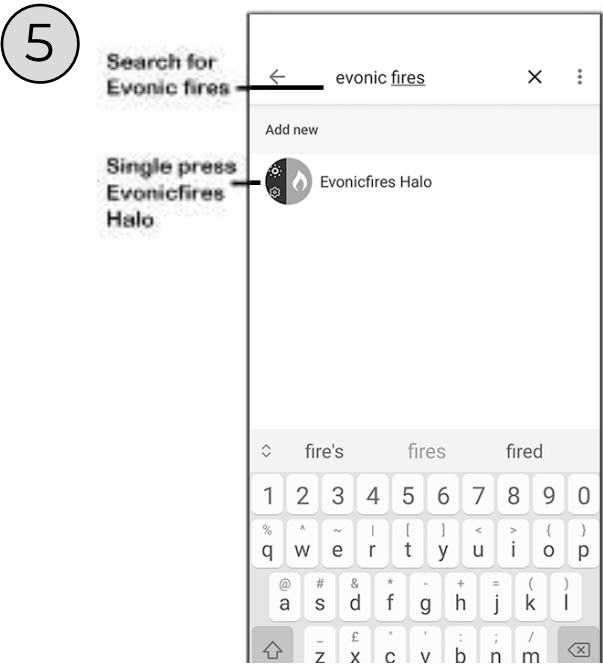 5
Search for
Evonic fires
evonic fires
Add new
Single press
Evonicfires
Halo
Evonicfires Halo
fire's fires fired
1 2 3 4 5 6 7 8 9 0
% ^ ~ | [ ] < > { }
q w e r t y u i o p
@ # & * - + = ( )
a s d f g h j k l
_ £ " ' : ; /
z x c v b n m